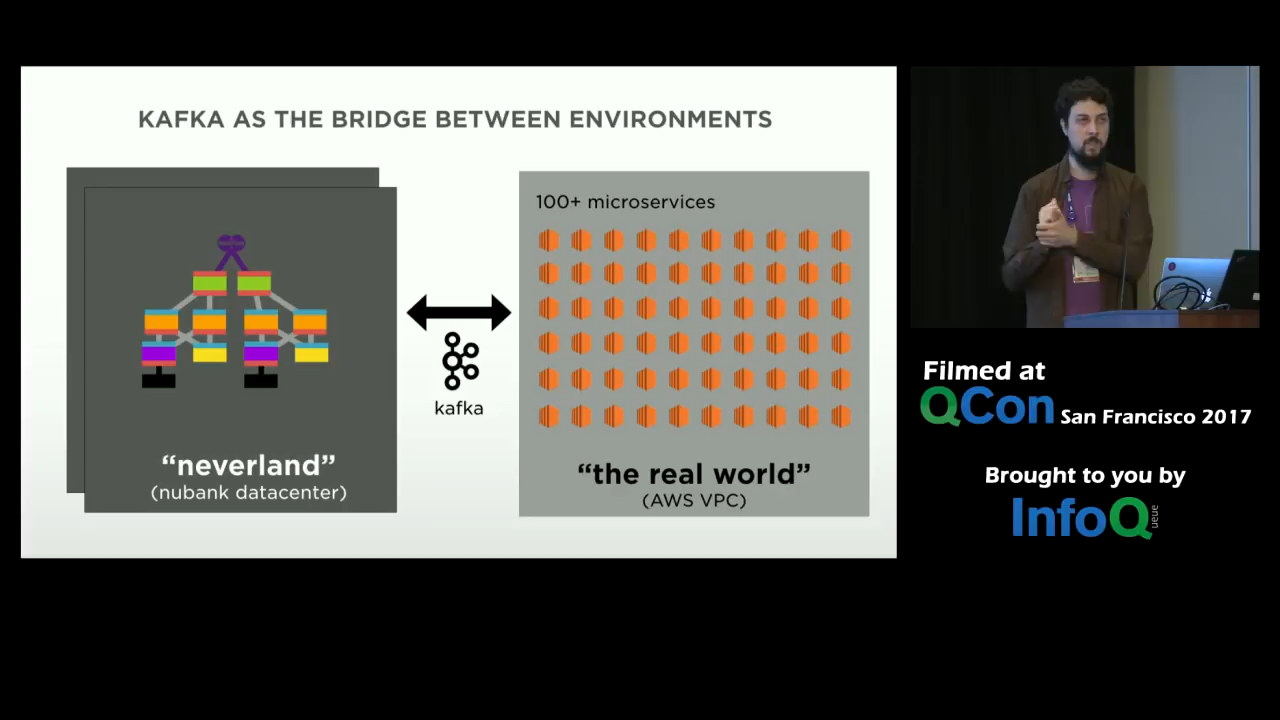 KAFKA AS THE BRIDGE BETWEEN ENVIRONMENTS
“neverland”
(nubank datacenter)
kafka
100+ microservices
“the real world”
(AWS VPC)
Filmed at
QCon San Francisco 2017
Brought to you by
InfoQueue